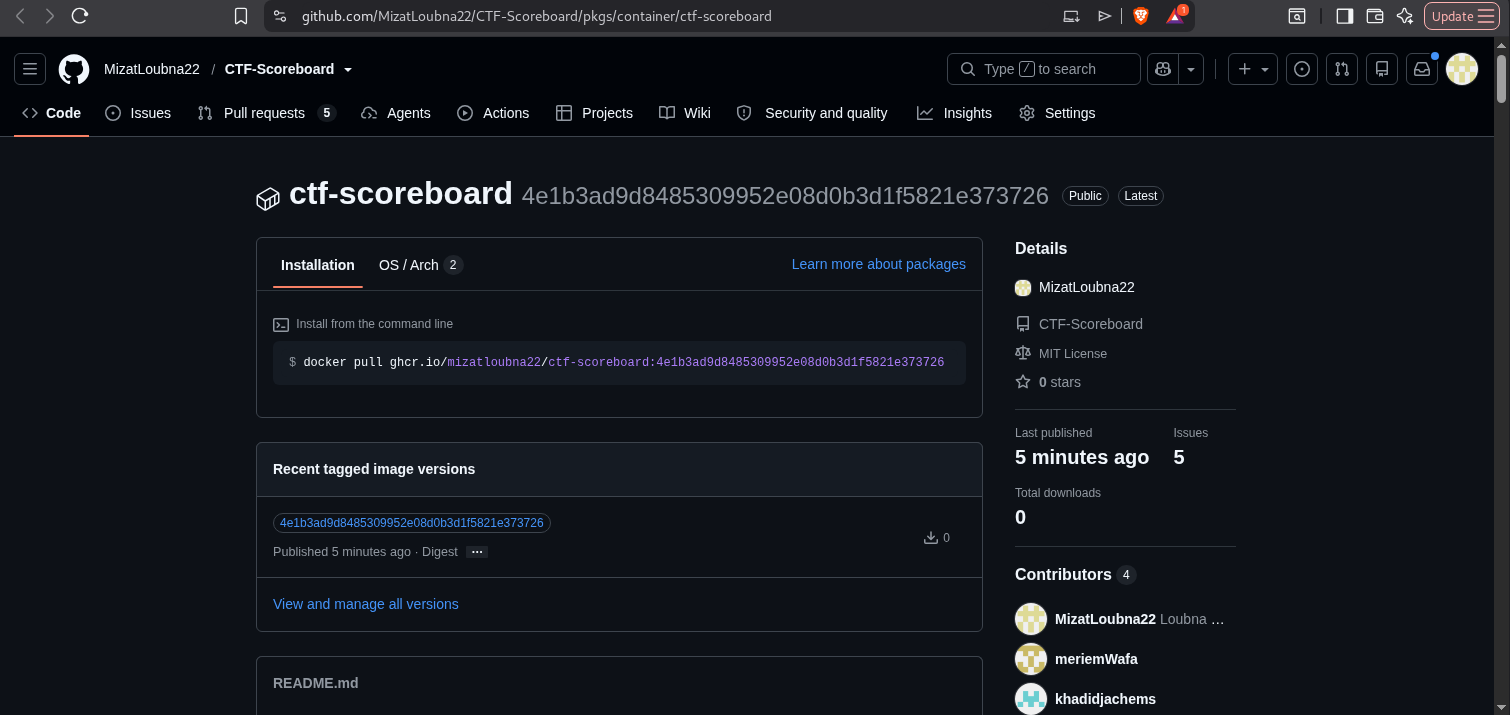 github.com/MizatLoubna22/CTF-Scoreboard/pkgs/container/ctf-scoreboard
1
Update
MizatLoubna22 / CTF-Scoreboard
Type / to search
Code
Issues
Pull requests 5
Agents
Actions
Projects
Wiki
Security and quality
Insights
Settings
ctf-scoreboard 4e1b3ad9d8485309952e08d0b3d1f5821e373726 Public Latest
Installation
OS / Arch 2
Learn more about packages
Install from the command line
$ docker pull ghcr.io/mizatloubna22/ctf-scoreboard:4e1b3ad9d8485309952e08d0b3d1f5821e373726
Recent tagged image versions
4e1b3ad9d8485309952e08d0b3d1f5821e373726
Published 5 minutes ago · Digest ···
0
View and manage all versions
README.md
Details
MizatLoubna22
CTF-Scoreboard
MIT License
0 stars
Last published
5 minutes ago
Issues
5
Total downloads
0
Contributors 4
MizatLoubna22 Loubna ...
meriemWafa
khadidjachems